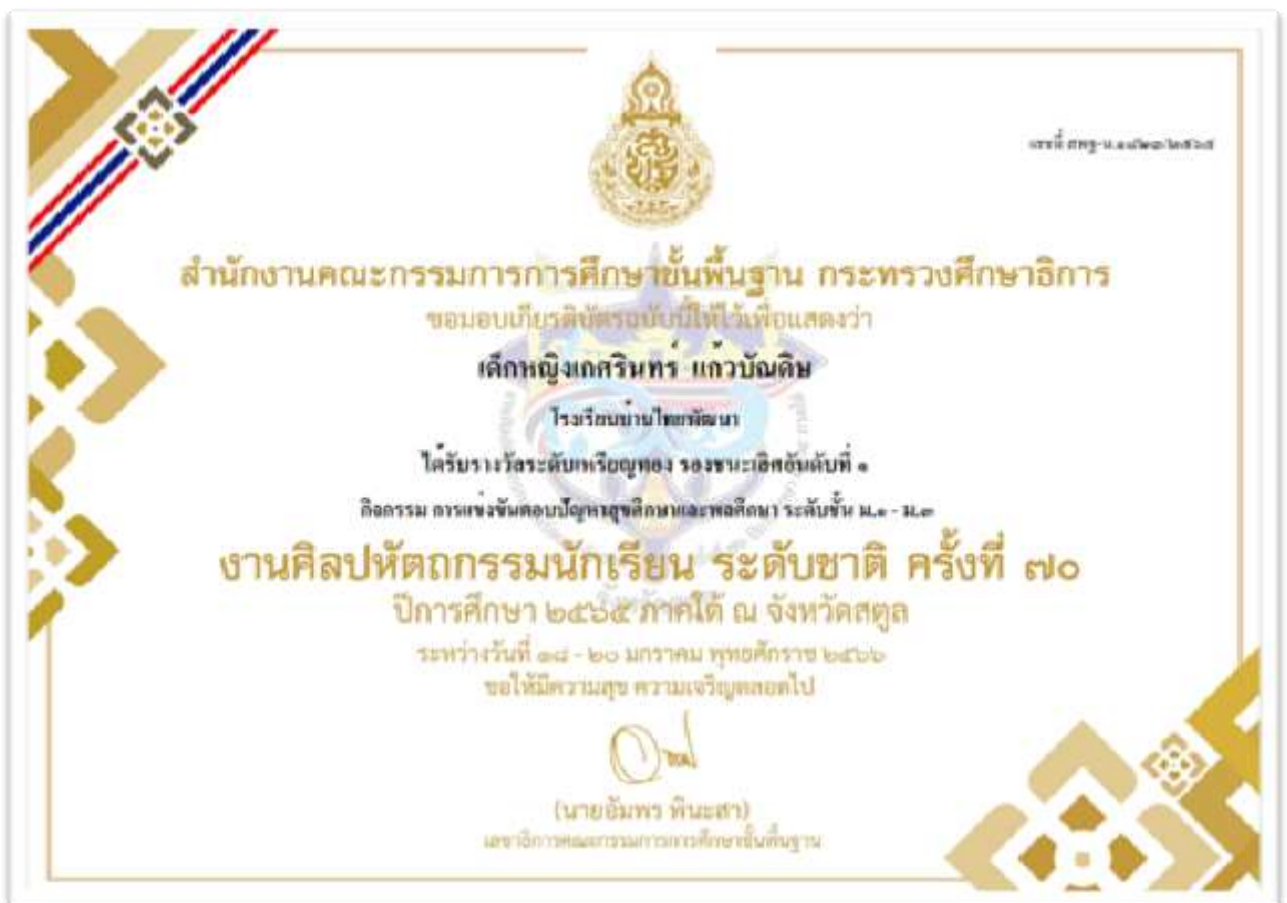 สำนักงานคณะกรรมการการศึกษาขั้นพื้นฐาน กระทรวงศึกษาธิการ
ขอมอบเกียรติบัตรฉบับนี้ให้ไว้เพื่อแสดงว่า
เด็กหญิงเกศรินทร์ แก้วบัณดิษ
โรงเรียนบ้านไทยพัฒนา
ได้รับรางวัลระดับเหรียญทอง รองชนะเลิศอันดับที่ ๑
กิจกรรม การแข่งขันตอบปัญหาสุขศึกษาและพลศึกษา ระดับชั้น ม.๑ - ม.๓
งานศิลปหัตถกรรมนักเรียน ระดับชาติ ครั้งที่ ๗๐
ปีการศึกษา ๒๕๖๕ ภาคใต้ ณ จังหวัดสตูล
ระหว่างวันที่ ๑๘ - ๒๐ มกราคม พุทธศักราช ๒๕๖๖
ขอให้มีความสุข ความเจริญตลอดไป
(นายอัมพร พินะสา)
เลขาธิการคณะกรรมการการศึกษาขั้นพื้นฐาน